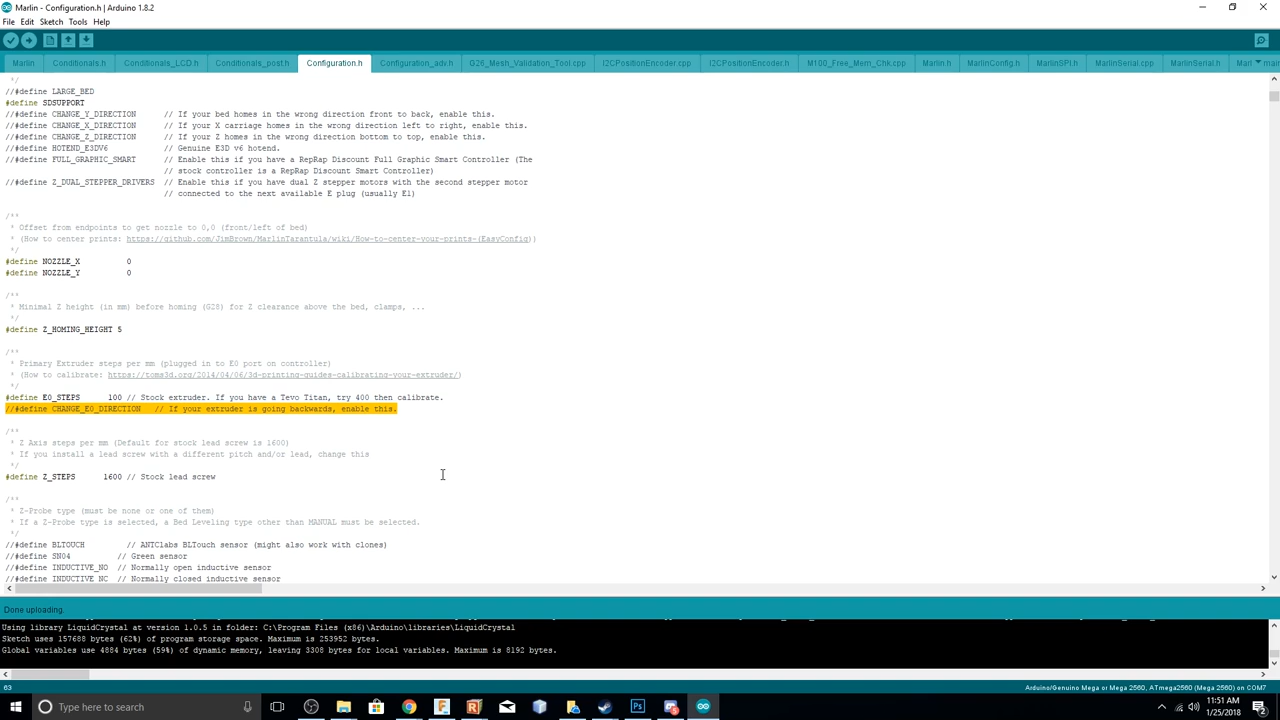 Marlin - Configuration.h | Arduino 1.8.2
File Edit Sketch Tools Help
Marlin Conditionals.h Conditionals_LCD.h Conditionals_post.h Configuration.h Configuration_adv.h G26_Mesh_Validation_Tool.cpp I2CPositionEncoder.cpp I2CPositionEncoder.h M100_Free_Mem_Chk.cpp Marlin.h MarlinConfig.h MarlinSPI.h MarlinSerial.cpp MarlinSerial.h Marl main
*/
//#define LARGE_BED
#define SDSUPPORT
//#define CHANGE_Y_DIRECTION // If your bed homes in the wrong direction front to back, enable this.
//#define CHANGE_X_DIRECTION // If your X carriage homes in the wrong direction left to right, enable this.
//#define CHANGE_Z_DIRECTION // If your Z homes in the wrong direction bottom to top, enable this.
//#define HOTEND_E3DV6 // Genuine E3D v6 hotend.
//#define FULL_GRAPHIC_SMART // Enable this if you have a RepRap Discount Full Graphic Smart Controller (The
// stock controller is a RepRap Discount Smart Controller)
//#define Z_DUAL_STEPPER_DRIVERS // Enable this if you have dual Z stepper motors with the second stepper motor
// connected to the next available E plug (usually E1)
/**
* Offset from endpoints to get nozzle to 0,0 (front/left of bed)
* (How to center prints: https://github.com/JimBrown/MarlinTarantula/wiki/How-to-center-your-prints-(EasyConfig))
*/
#define NOZZLE_X 0
#define NOZZLE_Y 0
/**
* Minimal Z height (in mm) before homing (G28) for Z clearance above the bed, clamps, ...
*/
#define Z_HOMING_HEIGHT 5
/**
* Primary Extruder steps per mm (plugged in to E0 port on controller)
* (How to calibrate: https://toms3d.org/2014/04/06/3d-printing-guides-calibrating-your-extruder/)
*/
#define E0_STEPS 100 // Stock extruder. If you have a Tevo Titan, try 400 then calibrate.
//#define CHANGE_E0_DIRECTION // If your extruder is going backwards, enable this.
/**
* Z Axis steps per mm (Default for stock lead screw is 1600)
* If you install a lead screw with a different pitch and/or lead, change this
*/
#define Z_STEPS 1600 // Stock lead screw
/**
* Z-Probe type (must be none or one of them)
* If a Z-Probe type is selected, a Bed Leveling type other than MANUAL must be selected.
*/
//#define BLTOUCH // ANTClabs BLTouch sensor (might also work with clones)
//#define SN04 // Green sensor
//#define INDUCTIVE_NO // Normally open inductive sensor
//#define INDUCTIVE_NC // Normally closed inductive sensor
Done uploading.
Using library LiquidCrystal at version 1.0.5 in folder: C:\Program Files (x86)\Arduino\libraries\LiquidCrystal
Sketch uses 157688 bytes (62%) of program storage space. Maximum is 253952 bytes.
Global variables use 4884 bytes (59%) of dynamic memory, leaving 3308 bytes for local variables. Maximum is 8192 bytes.
63 Arduino/Genuino Mega or Mega 2560, ATmega2560 (Mega 2560) on COM7
Type here to search
11:51 AM
1/25/2018
2